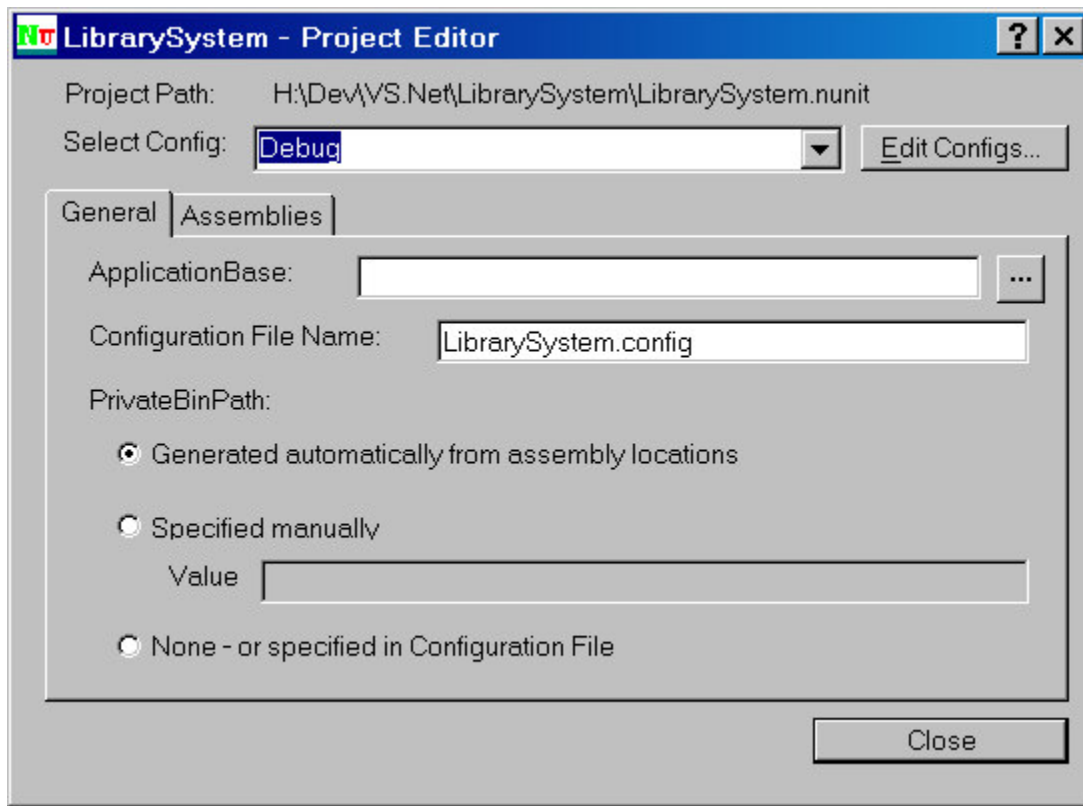 NU LibrarySystem - Project Editor ? ×
Project Path: H:\Dev\VS.Net\LibrarySystem\LibrarySystem.nunit
Select Config: Debug Edit Configs...
General Assemblies
ApplicationBase: ...
Configuration File Name: LibrarySystem.config
PrivateBinPath:
Generated automatically from assembly locations
Specified manually
Value
None - or specified in Configuration File
Close